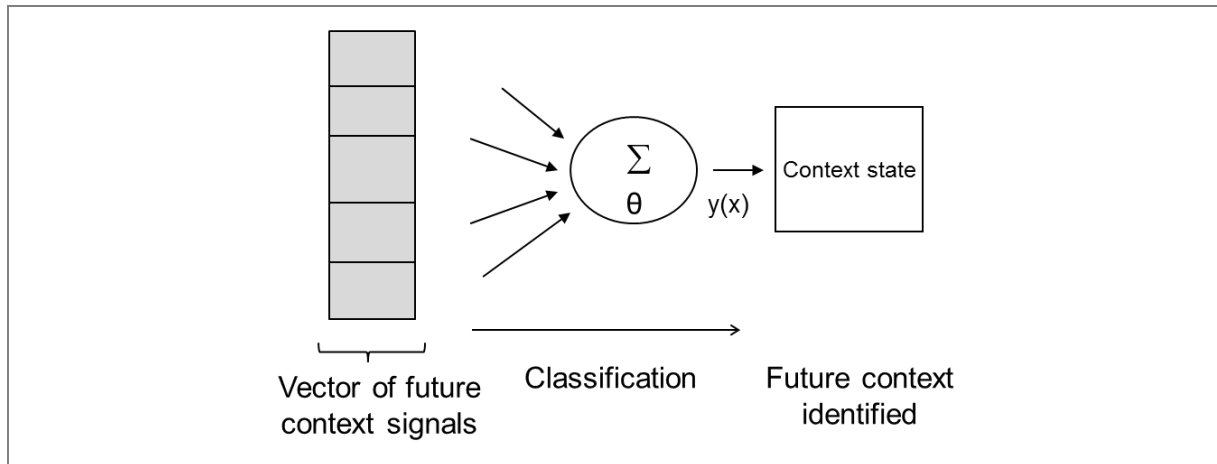 Σ
θ
y(x)
Context state
Vector of future
context signals
Classification
Future context
identified